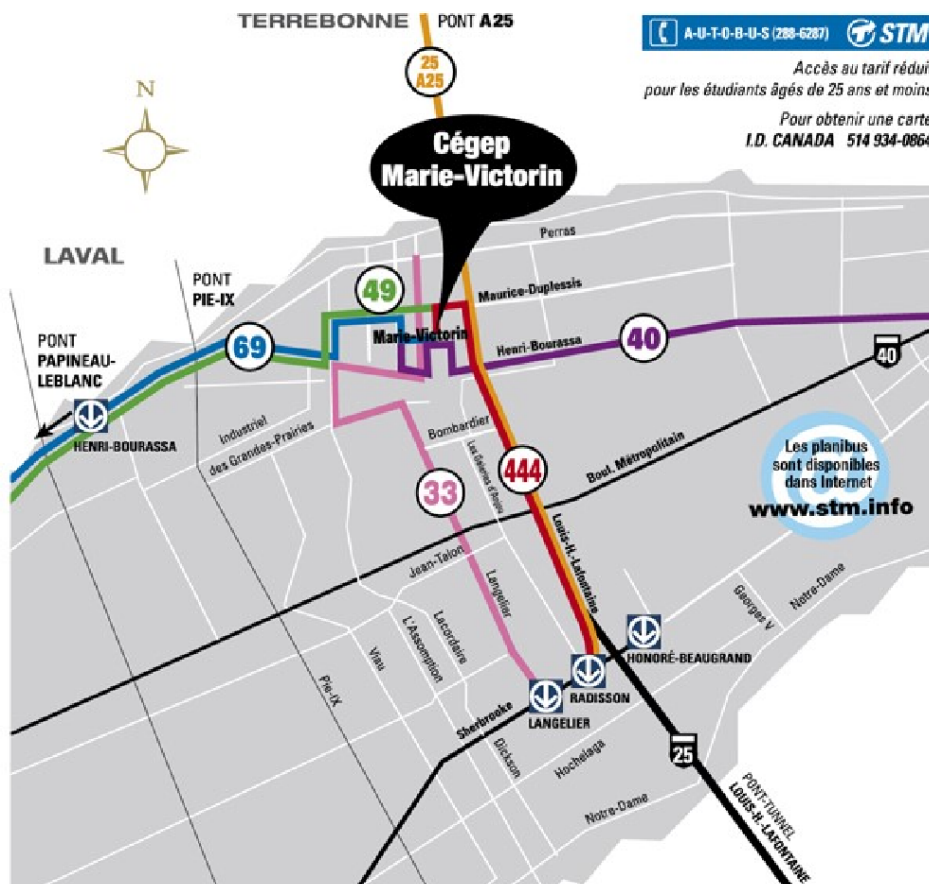 TERREBONNE
PONT A25
A-U-T-O-B-U-S (288-6287) STM
25
A25
Accès au tarif réduit
pour les étudiants âgés de 25 ans et moins
Pour obtenir une carte
I.D. CANADA 514 934-0864
N
Cégep
Marie-Victorin
LAVAL
Perras
PONT
PIE-IX
49
Maurice-Duplessis
PONT
PAPINEAU-
LEBLANC
69
Marie-Victorin
Henri-Bourassa
40
40
HENRI-BOURASSA
Industriel
des Grandes-Prairies
Bombardier
Les Galeries d'Anjou
Boul. Métropolitain
Les planibus
sont disponibles
dans Internet
www.stm.info
33
444
Louis-H.-Lafontaine
Jean-Talon
Langelier
Lacordaire
L'Assomption
Viau
Pie-IX
Georges V
Notre-Dame
HONORÉ-BEAUGRAND
RADISSON
LANGELIER
Sherbrooke
Dickson
Hochelaga
25
Notre-Dame
PONT-TUNNEL
LOUIS-H.-LAFONTAINE